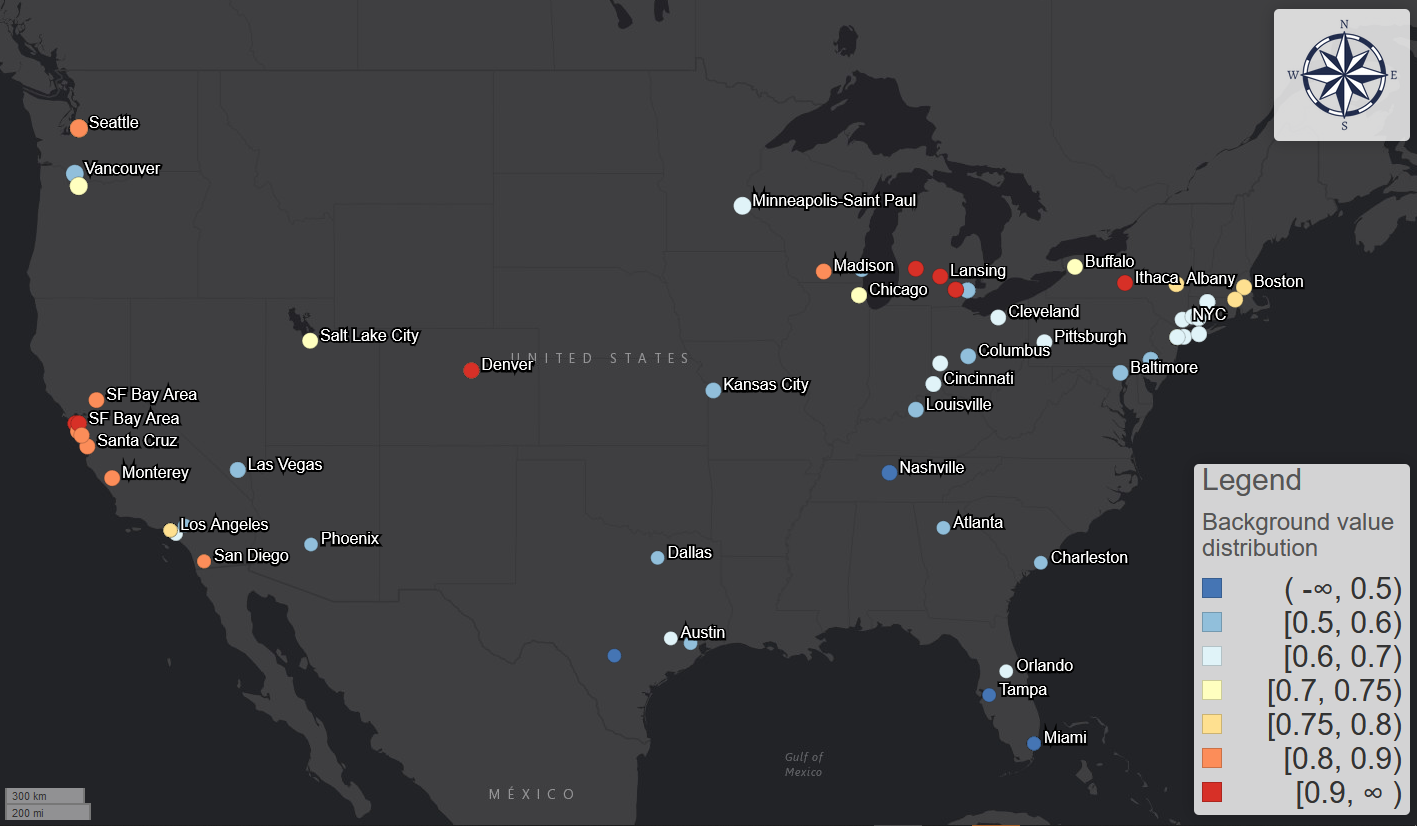 N
W
E
S
Seattle
Vancouver
Minneapolis-Saint Paul
Madison
Lansing
Buffalo
Ithaca
Albany
Boston
Chicago
Cleveland
NYC
Salt Lake City
Pittsburgh
Columbus
UNITED STATES
Denver
Baltimore
Cincinnati
Kansas City
SF Bay Area
Louisville
SF Bay Area
Santa Cruz
Las Vegas
Nashville
Monterey
Los Angeles
Atlanta
Phoenix
San Diego
Dallas
Charleston
Austin
Orlando
Tampa
Miami
Gulf of
Mexico
MÉXICO
300 km
200 mi
Legend
Background value
distribution
( -∞, 0.5)
[0.5, 0.6)
[0.6, 0.7)
[0.7, 0.75)
[0.75, 0.8)
[0.8, 0.9)
[0.9, ∞ )